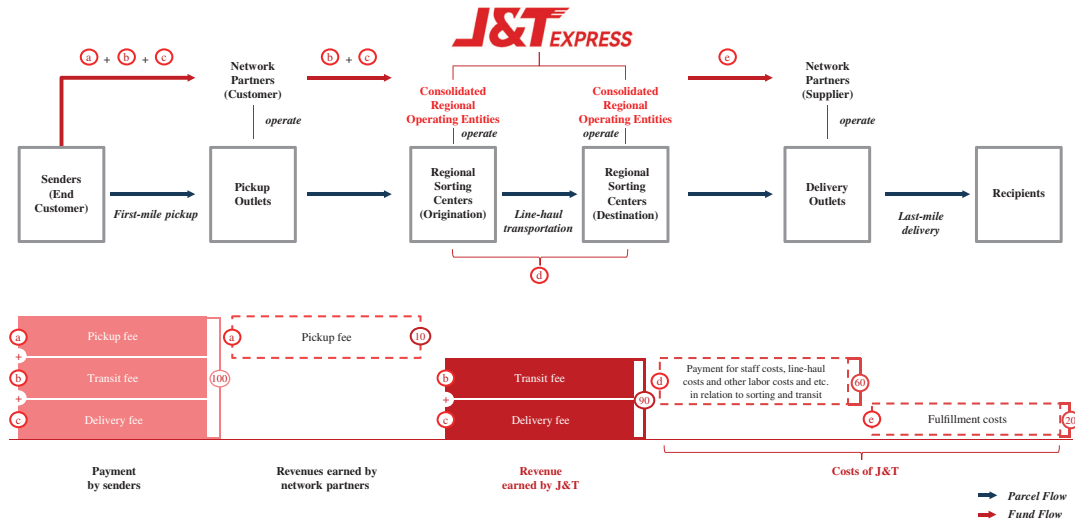 J&T EXPRESS
a + b + c
b + c
e
Network
Partners
(Customer)
Network
Partners
(Supplier)
Consolidated
Regional
Operating Entities
Consolidated
Regional
Operating Entities
operate
operate
operate
operate
Senders
(End
Customer)
First-mile pickup
Pickup
Outlets
Regional
Sorting
Centers
(Origination)
Line-haul
transportation
Regional
Sorting
Centers
(Destination)
Delivery
Outlets
Last-mile
delivery
Recipients
d
a
Pickup fee
+
b
Transit fee
+
c
Delivery fee
100
a
Pickup fee
10
b
Transit fee
+
c
Delivery fee
90
d
Payment for staff costs, line-haul
costs and other labor costs and etc.
in relation to sorting and transit
60
e
Fulfillment costs
20
Payment
by senders
Revenues earned by
network partners
Revenue
earned by J&T
Costs of J&T
Parcel Flow
Fund Flow